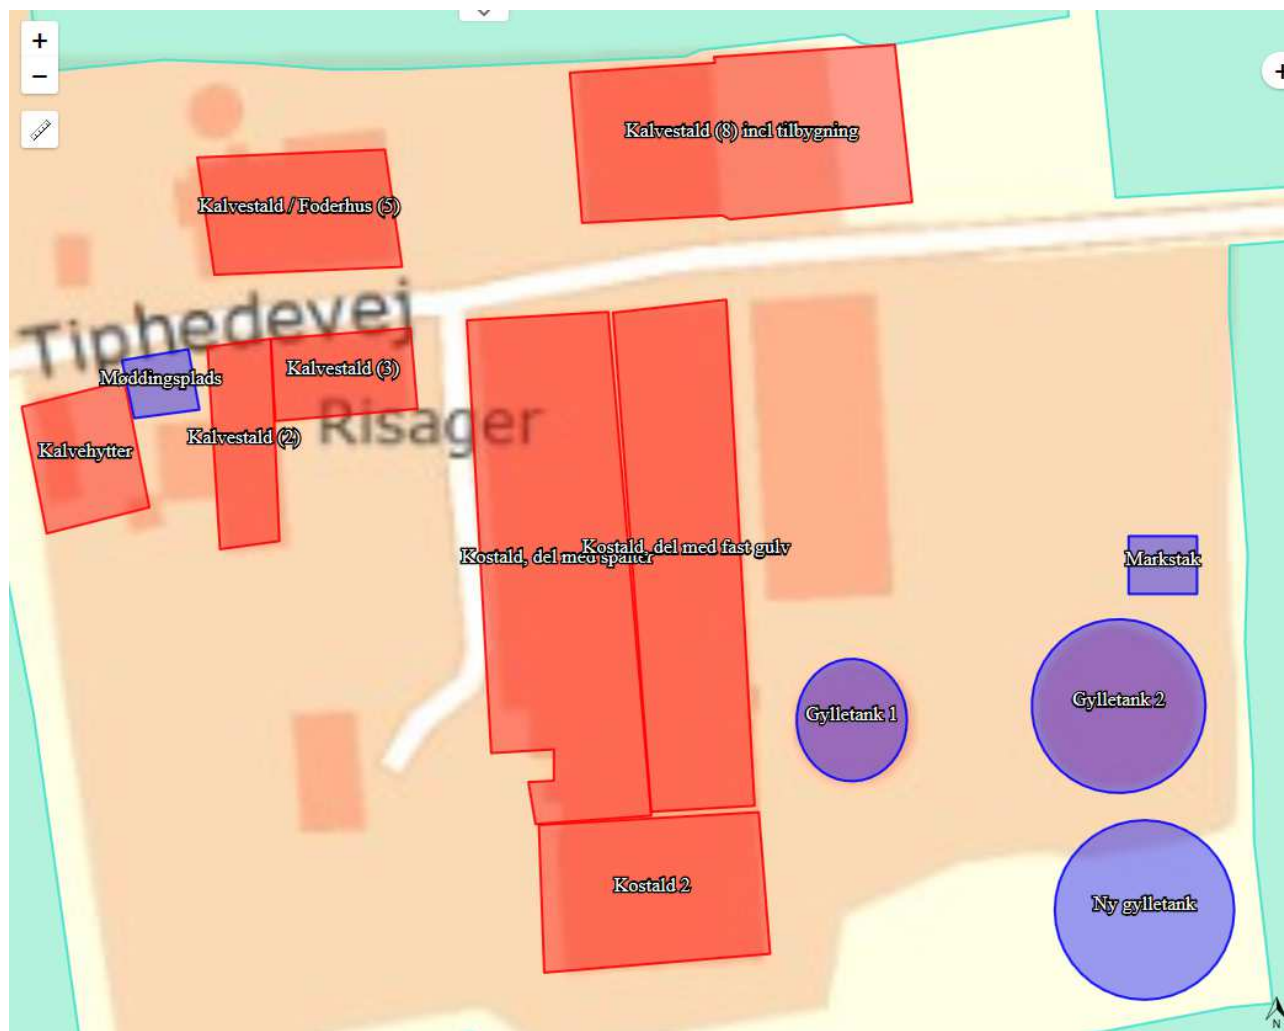 +
−
+
Kalvestald (8) incl tilbygning
Kalvestald / Foderhus (5)
Tiphedevej
Møddingsplads
Kalvestald (3)
Kalvehytter
Kalvestald (2)
Risager
Kostald, del med spalter
Kostald, del med fast gulv
Markstak
Gylletank 1
Gylletank 2
Kostald 2
Ny gylletank
N